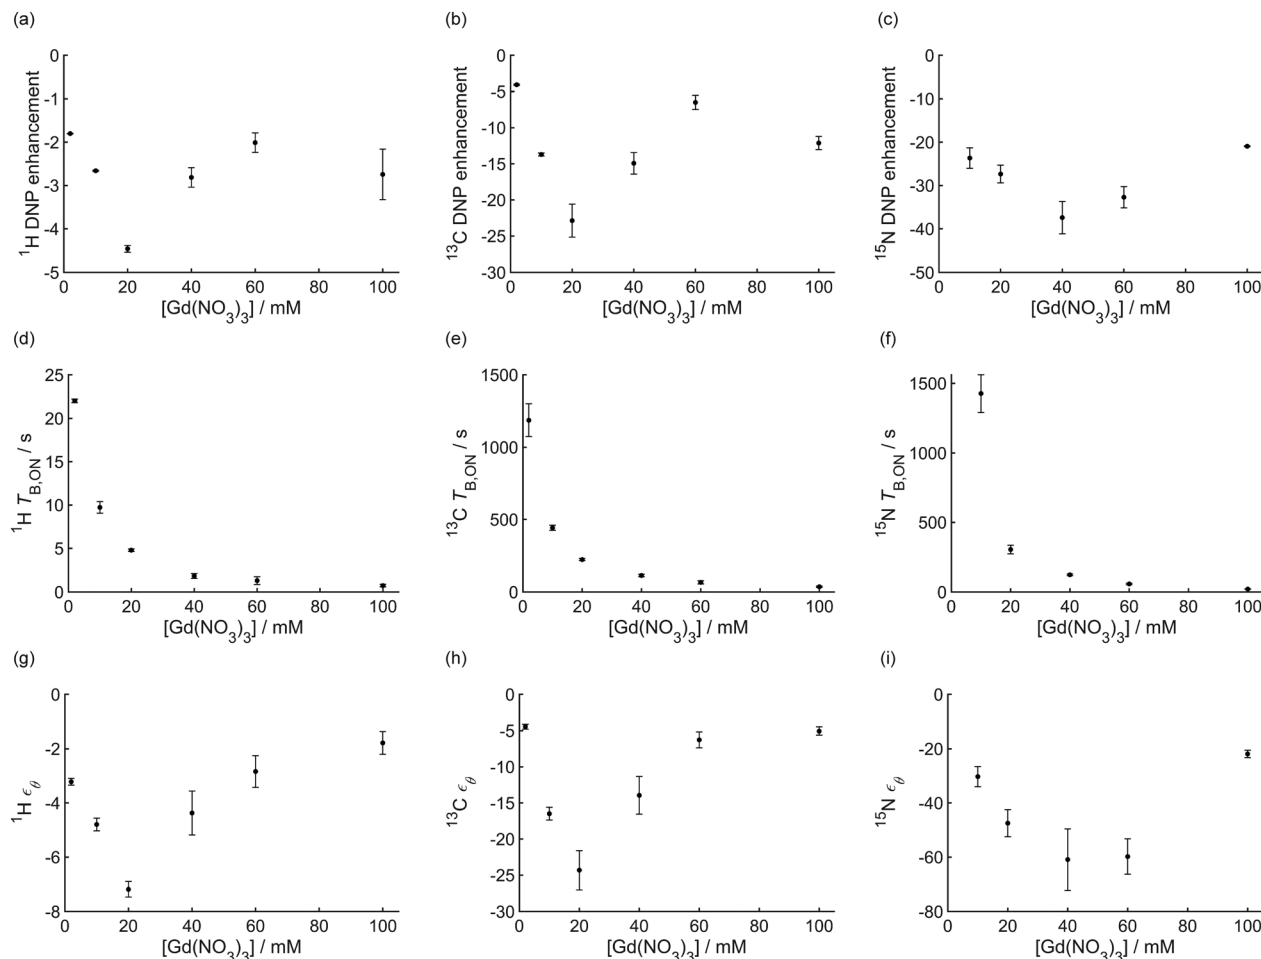 (a)
0
-1
-2
-3
-4
-5
¹H DNP enhancement
0 20 40 60 80 100
[Gd(NO₃)₃] / mM
(b)
0
-5
-10
-15
-20
-25
-30
¹³C DNP enhancement
0 20 40 60 80 100
[Gd(NO₃)₃] / mM
(c)
0
-10
-20
-30
-40
-50
¹⁵N DNP enhancement
0 20 40 60 80 100
[Gd(NO₃)₃] / mM
(d)
25
20
15
10
5
0
¹H T_B,ON / s
0 20 40 60 80 100
[Gd(NO₃)₃] / mM
(e)
1500
1000
500
0
¹³C T_B,ON / s
0 20 40 60 80 100
[Gd(NO₃)₃] / mM
(f)
1500
1000
500
0
¹⁵N T_B,ON / s
0 20 40 60 80 100
[Gd(NO₃)₃] / mM
(g)
0
-2
-4
-6
-8
¹H ϵ_θ
0 20 40 60 80 100
[Gd(NO₃)₃] / mM
(h)
0
-5
-10
-15
-20
-25
-30
¹³C ϵ_θ
0 20 40 60 80 100
[Gd(NO₃)₃] / mM
(i)
0
-20
-40
-60
-80
¹⁵N ϵ_θ
0 20 40 60 80 100
[Gd(NO₃)₃] / mM